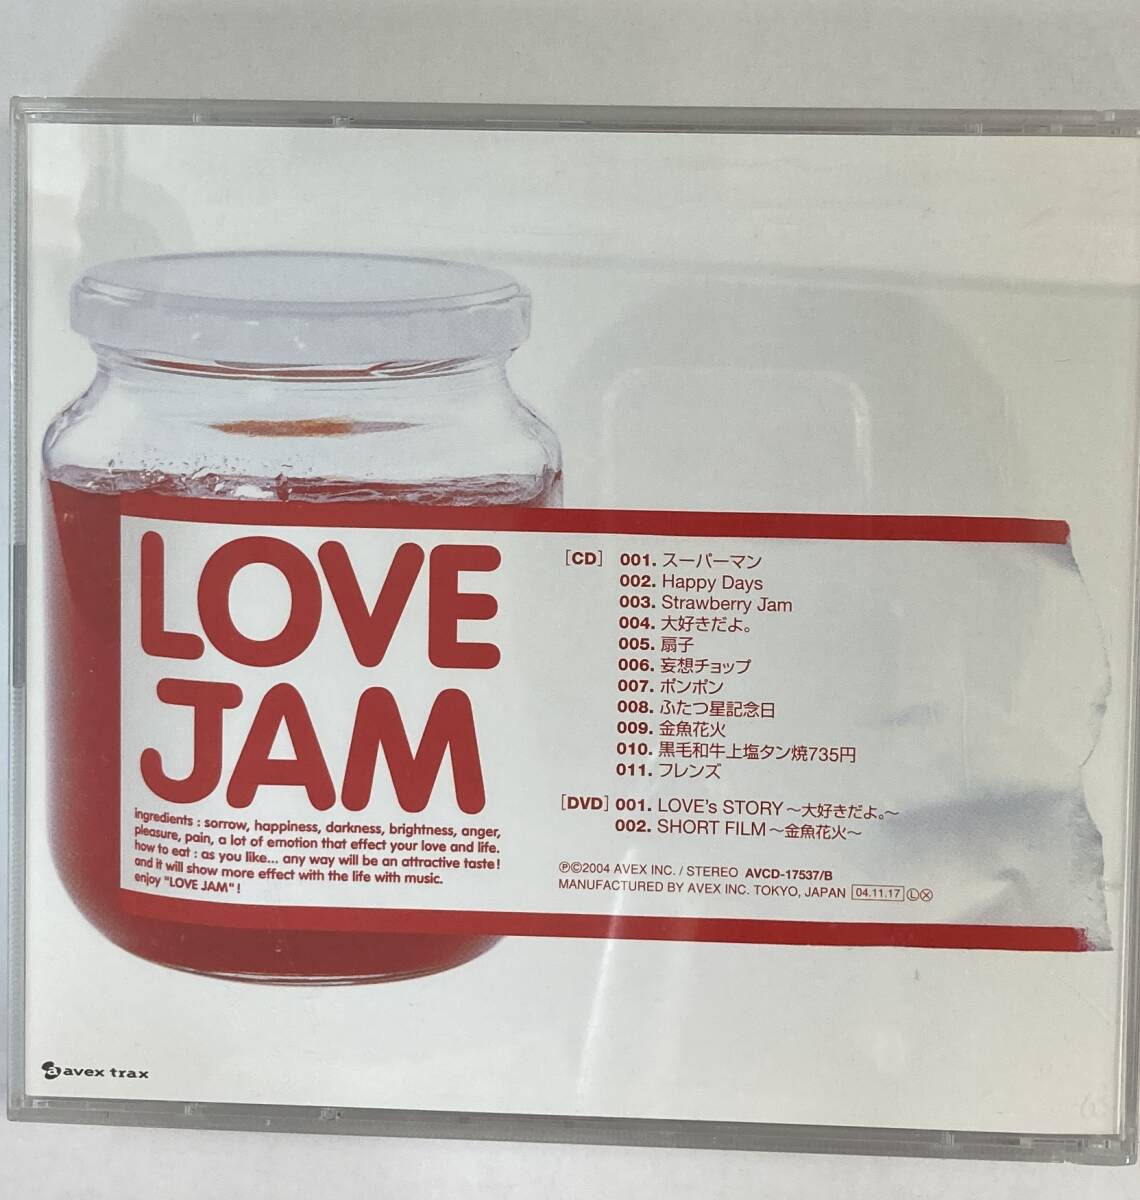 LOVE
JAM
ingredients : sorrow, happiness, darkness, brightness, anger,
pleasure, pain, a lot of emotion that effect your love and life.
how to eat : as you like... any way will be an attractive taste!
and it will show more effect with the life with music.
enjoy "LOVE JAM"!
[CD] 001. スーパーマン
002. Happy Days
003. Strawberry Jam
004. 大好きだよ。
005. 扇子
006. 妄想チョップ
007. ポンポン
008. ふたつ星記念日
009. 金魚花火
010. 黒毛和牛上塩タン焼735円
011. フレンズ
[DVD] 001. LOVE's STORY～大好きだよ。～
002. SHORT FILM～金魚花火～
Ⓟ©2004 AVEX INC. / STEREO AVCD-17537/B
MANUFACTURED BY AVEX INC. TOKYO, JAPAN 04.11.17 ⓁⓍ
a avex trax